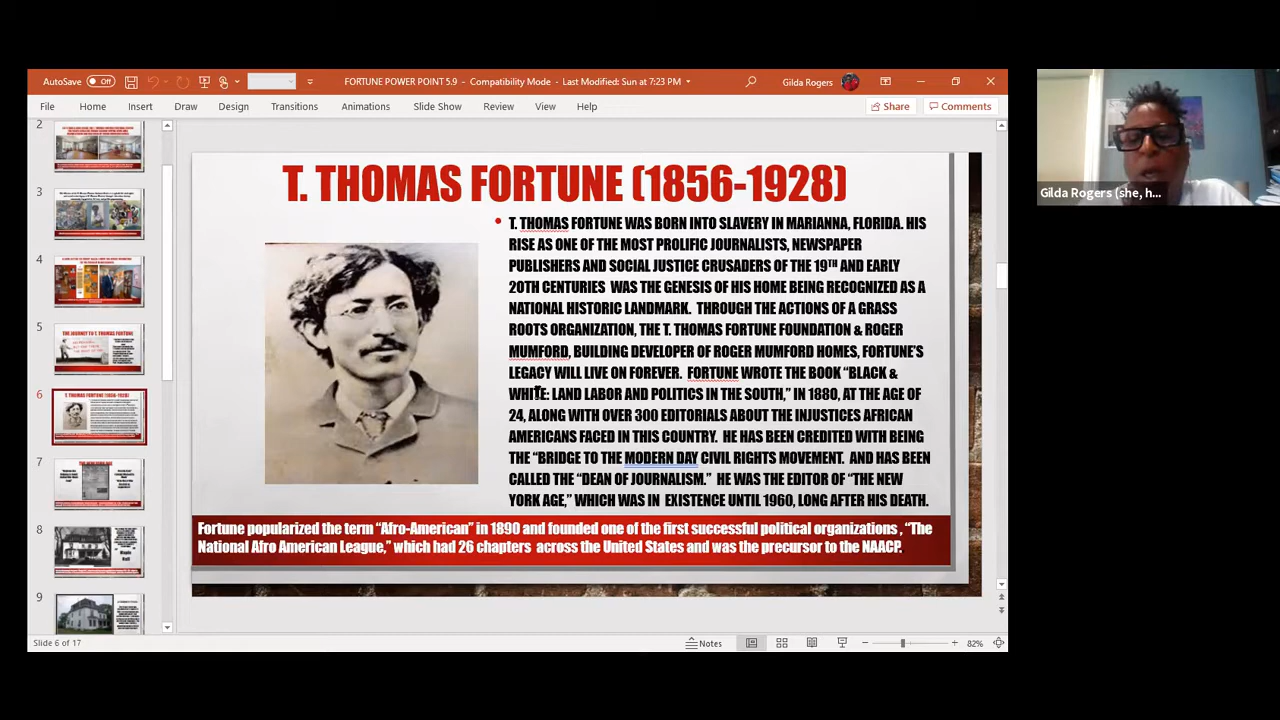 AutoSave Off
FORTUNE POWER POINT 5.9 - Compatibility Mode - Last Modified: Sun at 7:23 PM
Gilda Rogers
File Home Insert Draw Design Transitions Animations Slide Show Review View Help
Share Comments
2
3
4
5
THE JOURNEY TO T. THOMAS FORTUNE
6
T. THOMAS FORTUNE (1856-1928)
7
8
9
T. THOMAS FORTUNE (1856-1928)
• T. THOMAS FORTUNE WAS BORN INTO SLAVERY IN MARIANNA, FLORIDA. HIS
RISE AS ONE OF THE MOST PROLIFIC JOURNALISTS, NEWSPAPER
PUBLISHERS AND SOCIAL JUSTICE CRUSADERS OF THE 19TH AND EARLY
20TH CENTURIES WAS THE GENESIS OF HIS HOME BEING RECOGNIZED AS A
NATIONAL HISTORIC LANDMARK. THROUGH THE ACTIONS OF A GRASS
ROOTS ORGANIZATION, THE T. THOMAS FORTUNE FOUNDATION & ROGER
MUMFORD, BUILDING DEVELOPER OF ROGER MUMFORD HOMES, FORTUNE'S
LEGACY WILL LIVE ON FOREVER. FORTUNE WROTE THE BOOK “BLACK &
WHITE: LAND LABOR AND POLITICS IN THE SOUTH,” IN 1880, AT THE AGE OF
24, ALONG WITH OVER 300 EDITORIALS ABOUT THE INJUSTICES AFRICAN
AMERICANS FACED IN THIS COUNTRY. HE HAS BEEN CREDITED WITH BEING
THE “BRIDGE TO THE MODERN DAY CIVIL RIGHTS MOVEMENT. AND HAS BEEN
CALLED THE “DEAN OF JOURNALISM.” HE WAS THE EDITOR OF “THE NEW
YORK AGE,” WHICH WAS IN EXISTENCE UNTIL 1960, LONG AFTER HIS DEATH.
Fortune popularized the term “Afro-American” in 1890 and founded one of the first successful political organizations , “The
National Afro American League,” which had 26 chapters across the United States and was the precursor to the NAACP.
Slide 6 of 17
Notes
82%
Gilda Rogers (she, h...